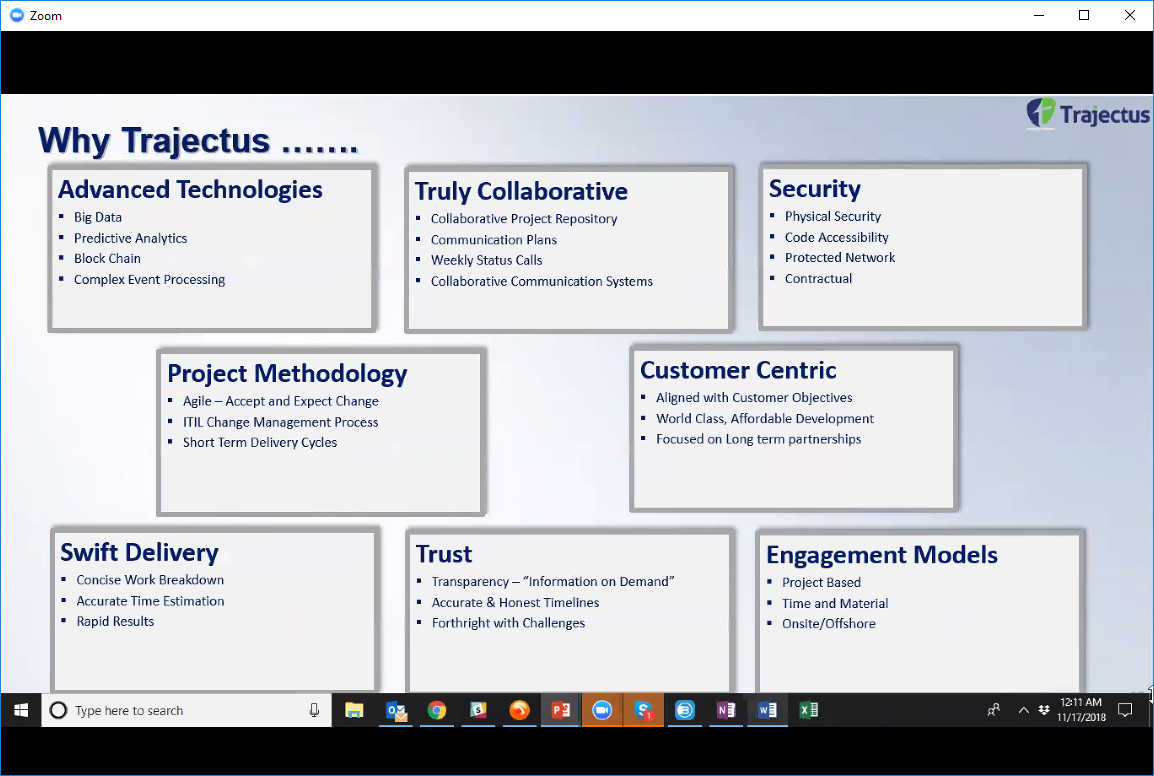 Zoom
Trajectus
Why Trajectus .......
Advanced Technologies
Big Data
Predictive Analytics
Block Chain
Complex Event Processing
Truly Collaborative
Collaborative Project Repository
Communication Plans
Weekly Status Calls
Collaborative Communication Systems
Security
Physical Security
Code Accessibility
Protected Network
Contractual
Project Methodology
Agile – Accept and Expect Change
ITIL Change Management Process
Short Term Delivery Cycles
Customer Centric
Aligned with Customer Objectives
World Class, Affordable Development
Focused on Long term partnerships
Swift Delivery
Concise Work Breakdown
Accurate Time Estimation
Rapid Results
Trust
Transparency – “Information on Demand”
Accurate & Honest Timelines
Forthright with Challenges
Engagement Models
Project Based
Time and Material
Onsite/Offshore
Type here to search
12:11 AM
11/17/2018